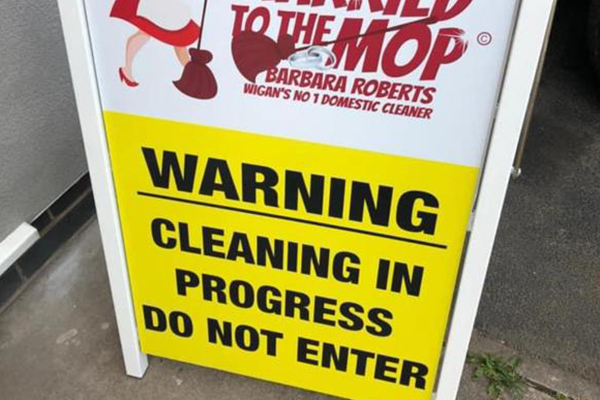 TO THE MOP ©
BARBARA ROBERTS
WIGAN'S NO 1 DOMESTIC CLEANER
WARNING
CLEANING IN
PROGRESS
DO NOT ENTER